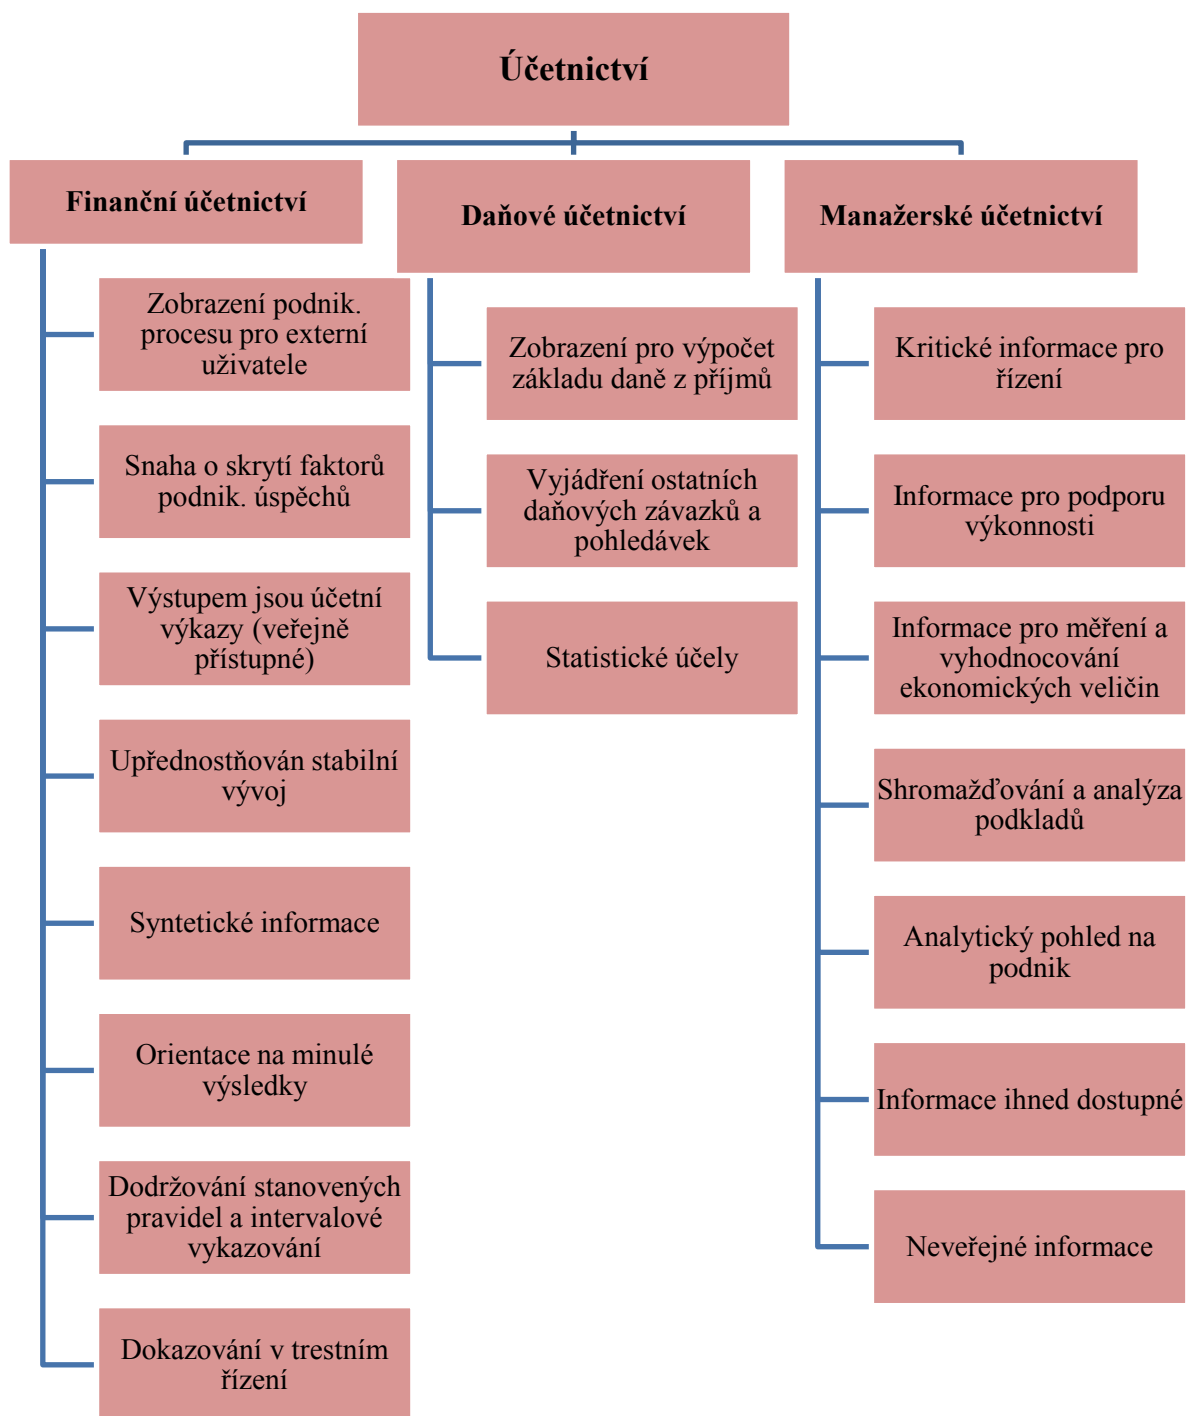 Účetnictví
Finanční účetnictví
Zobrazení podnik.
procesu pro externí
uživatele
Snaha o skrytí faktorů
podnik. úspěchů
Výstupem jsou účetní
výkazy (veřejně
přístupné)
Upřednostňován stabilní
vývoj
Syntetické informace
Orientace na minulé
výsledky
Dodržování stanovených
pravidel a intervalové
vykazování
Dokazování v trestním
řízení
Daňové účetnictví
Zobrazení pro výpočet
základu daně z příjmů
Vyjádření ostatních
daňových závazků a
pohledávek
Statistické účely
Manažerské účetnictví
Kritické informace pro
řízení
Informace pro podporu
výkonnosti
Informace pro měření a
vyhodnocování
ekonomických veličin
Shromažďování a analýza
podkladů
Analytický pohled na
podnik
Informace ihned dostupné
Neveřejné informace